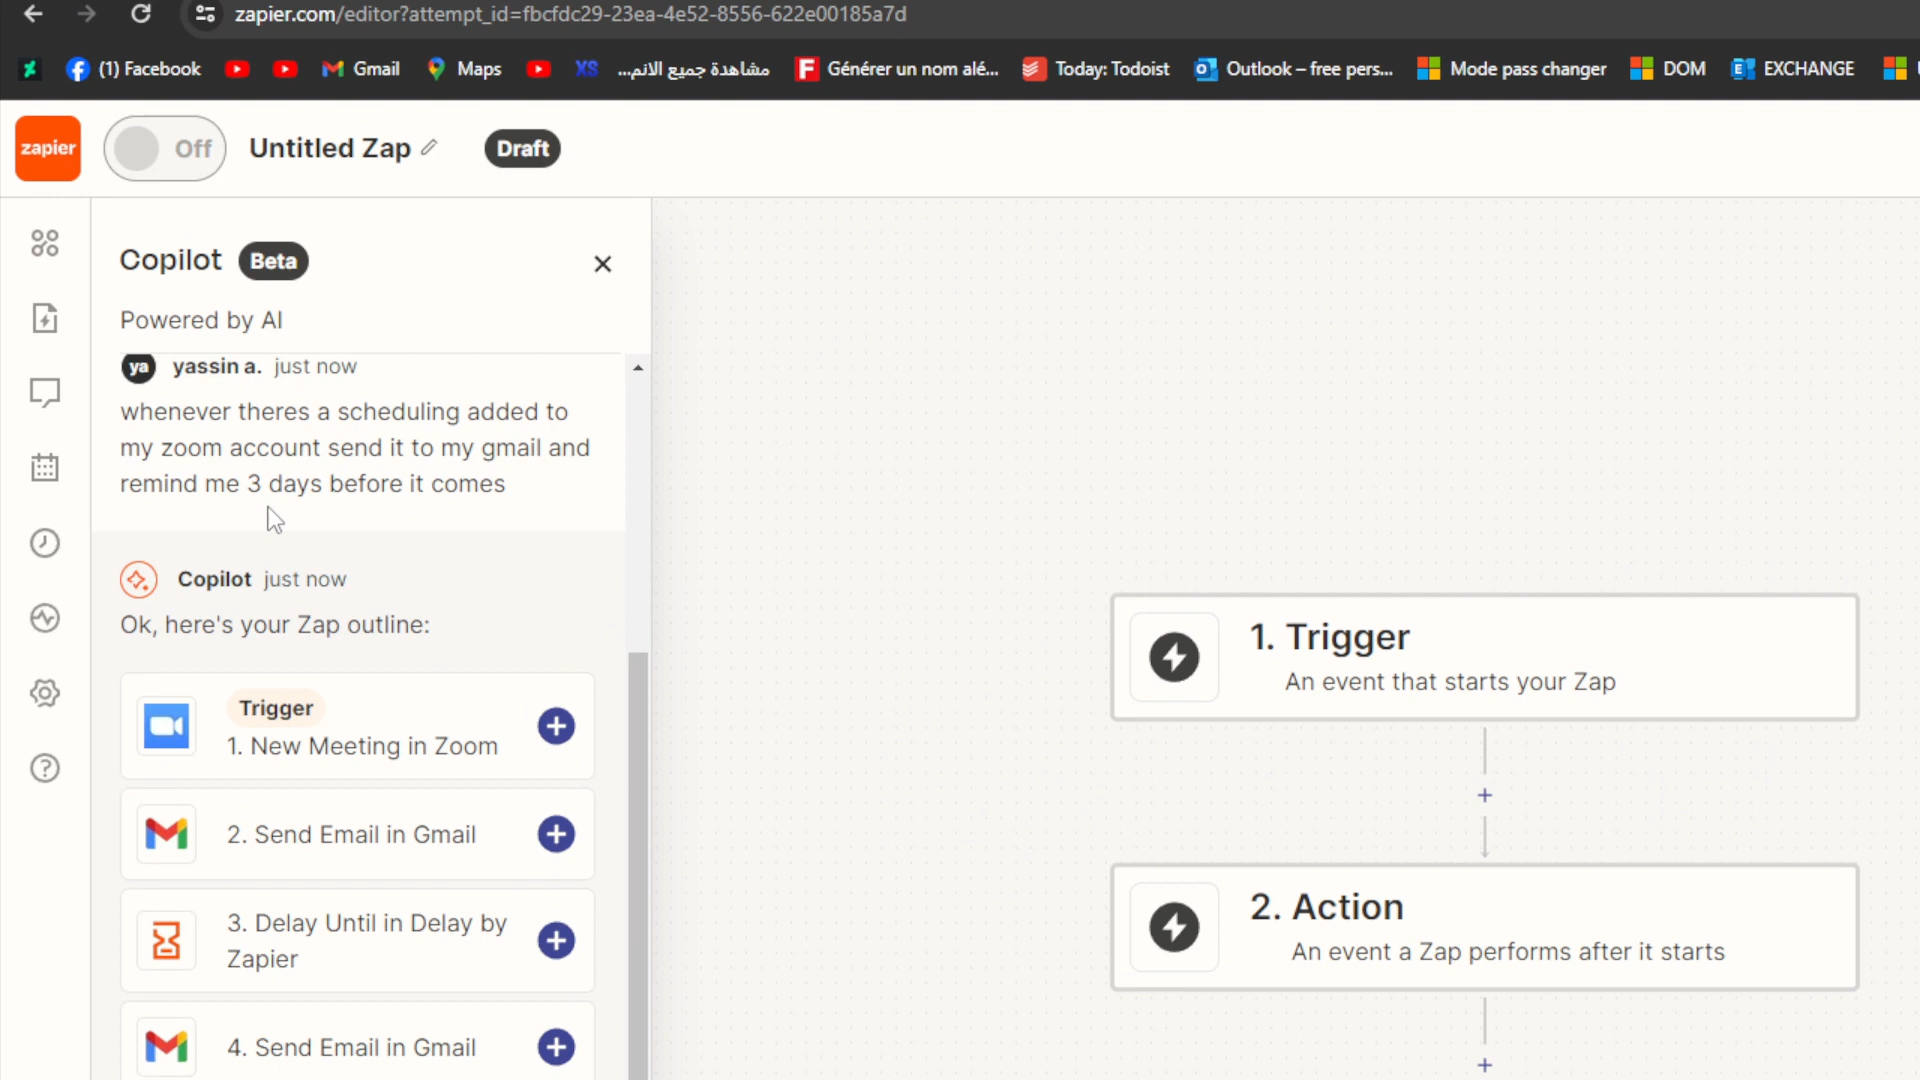 zapier.com/editor?attempt_id=fbcfdc29-23ea-4e52-8556-622e00185a7d
(1) Facebook
Gmail
Maps
XS
مشاهدة جميع الانم...
Générer un nom alé...
Today: Todoist
Outlook – free pers...
Mode pass changer
DOM
EXCHANGE
zapier
Off
Untitled Zap
Draft
Copilot
Beta
Powered by AI
ya
yassin a. just now
whenever theres a scheduling added to
my zoom account send it to my gmail and
remind me 3 days before it comes
Copilot just now
Ok, here's your Zap outline:
Trigger
1. New Meeting in Zoom
2. Send Email in Gmail
3. Delay Until in Delay by
Zapier
4. Send Email in Gmail
1. Trigger
An event that starts your Zap
2. Action
An event a Zap performs after it starts